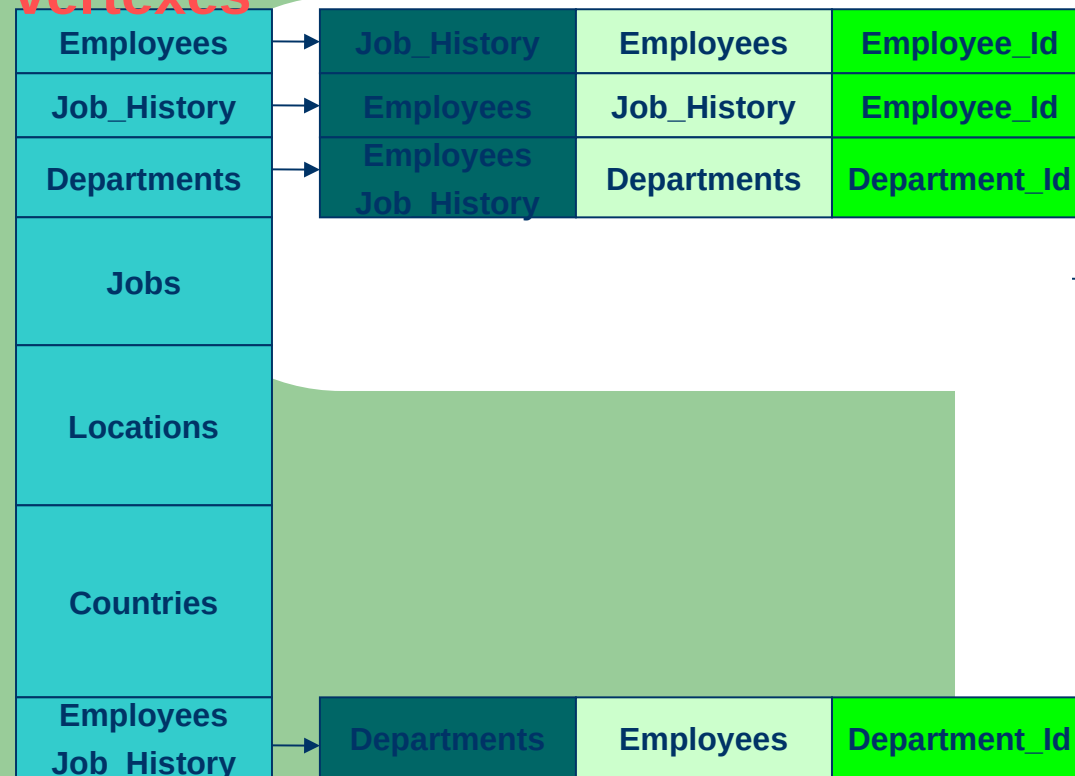 Vertexes
Employees Job_History Employees Employee_Id
Job_History Employees Job_History Employee_Id
Departments Employees Job_History Departments Department_Id
Jobs
Locations
Countries
Employees Job_History Departments Employees Department_Id